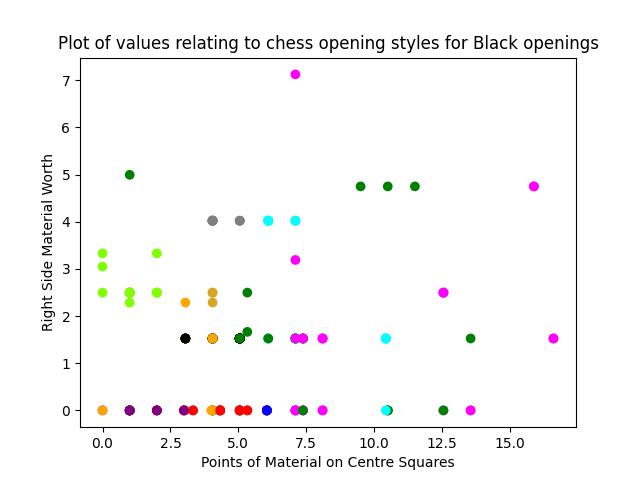 Plot of values relating to chess opening styles for Black openings
7
6
5
4
3
2
1
0
Right Side Material Worth
0.0 2.5 5.0 7.5 10.0 12.5 15.0
Points of Material on Centre Squares